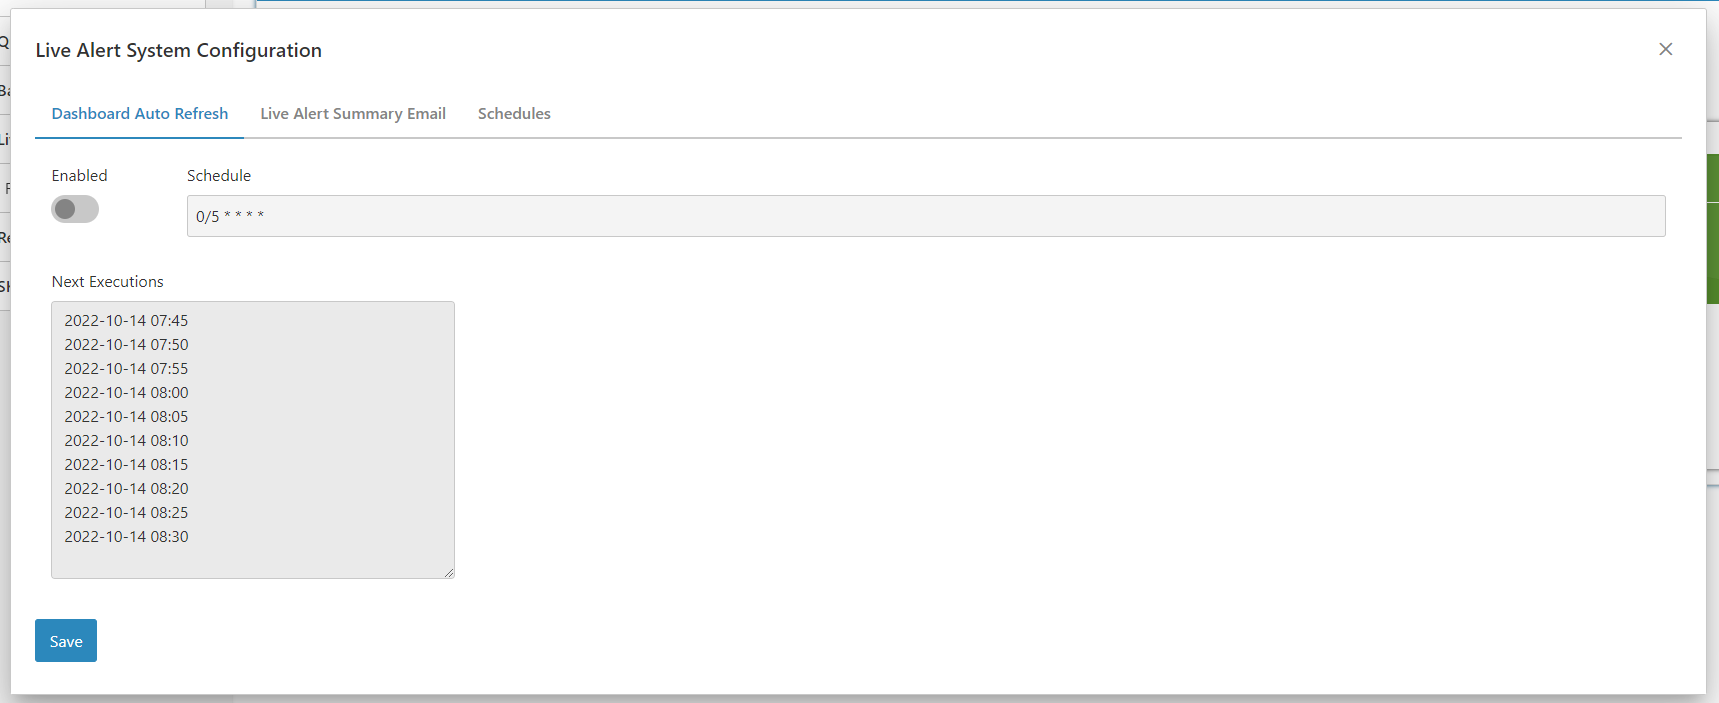 Live Alert System Configuration
Dashboard Auto Refresh Live Alert Summary Email Schedules
Enabled Schedule
0/5 * * * *
Next Executions
2022-10-14 07:45
2022-10-14 07:50
2022-10-14 07:55
2022-10-14 08:00
2022-10-14 08:05
2022-10-14 08:10
2022-10-14 08:15
2022-10-14 08:20
2022-10-14 08:25
2022-10-14 08:30
Save